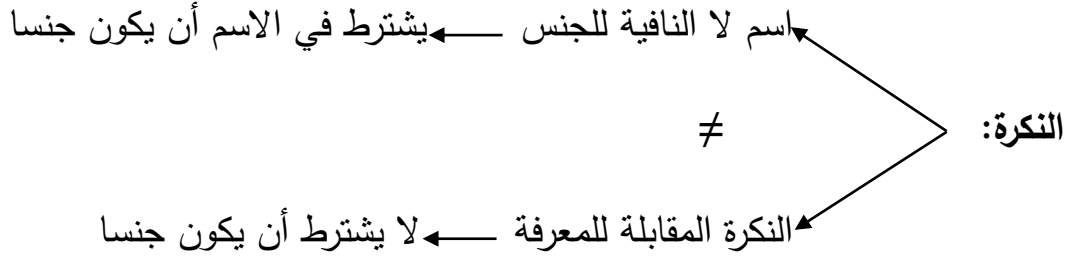 اسم لا النافية للجنس يشترط في الاسم أن يكون جنسا
النكرة: ≠
النكرة المقابلة للمعرفة لا يشترط أن يكون جنسا